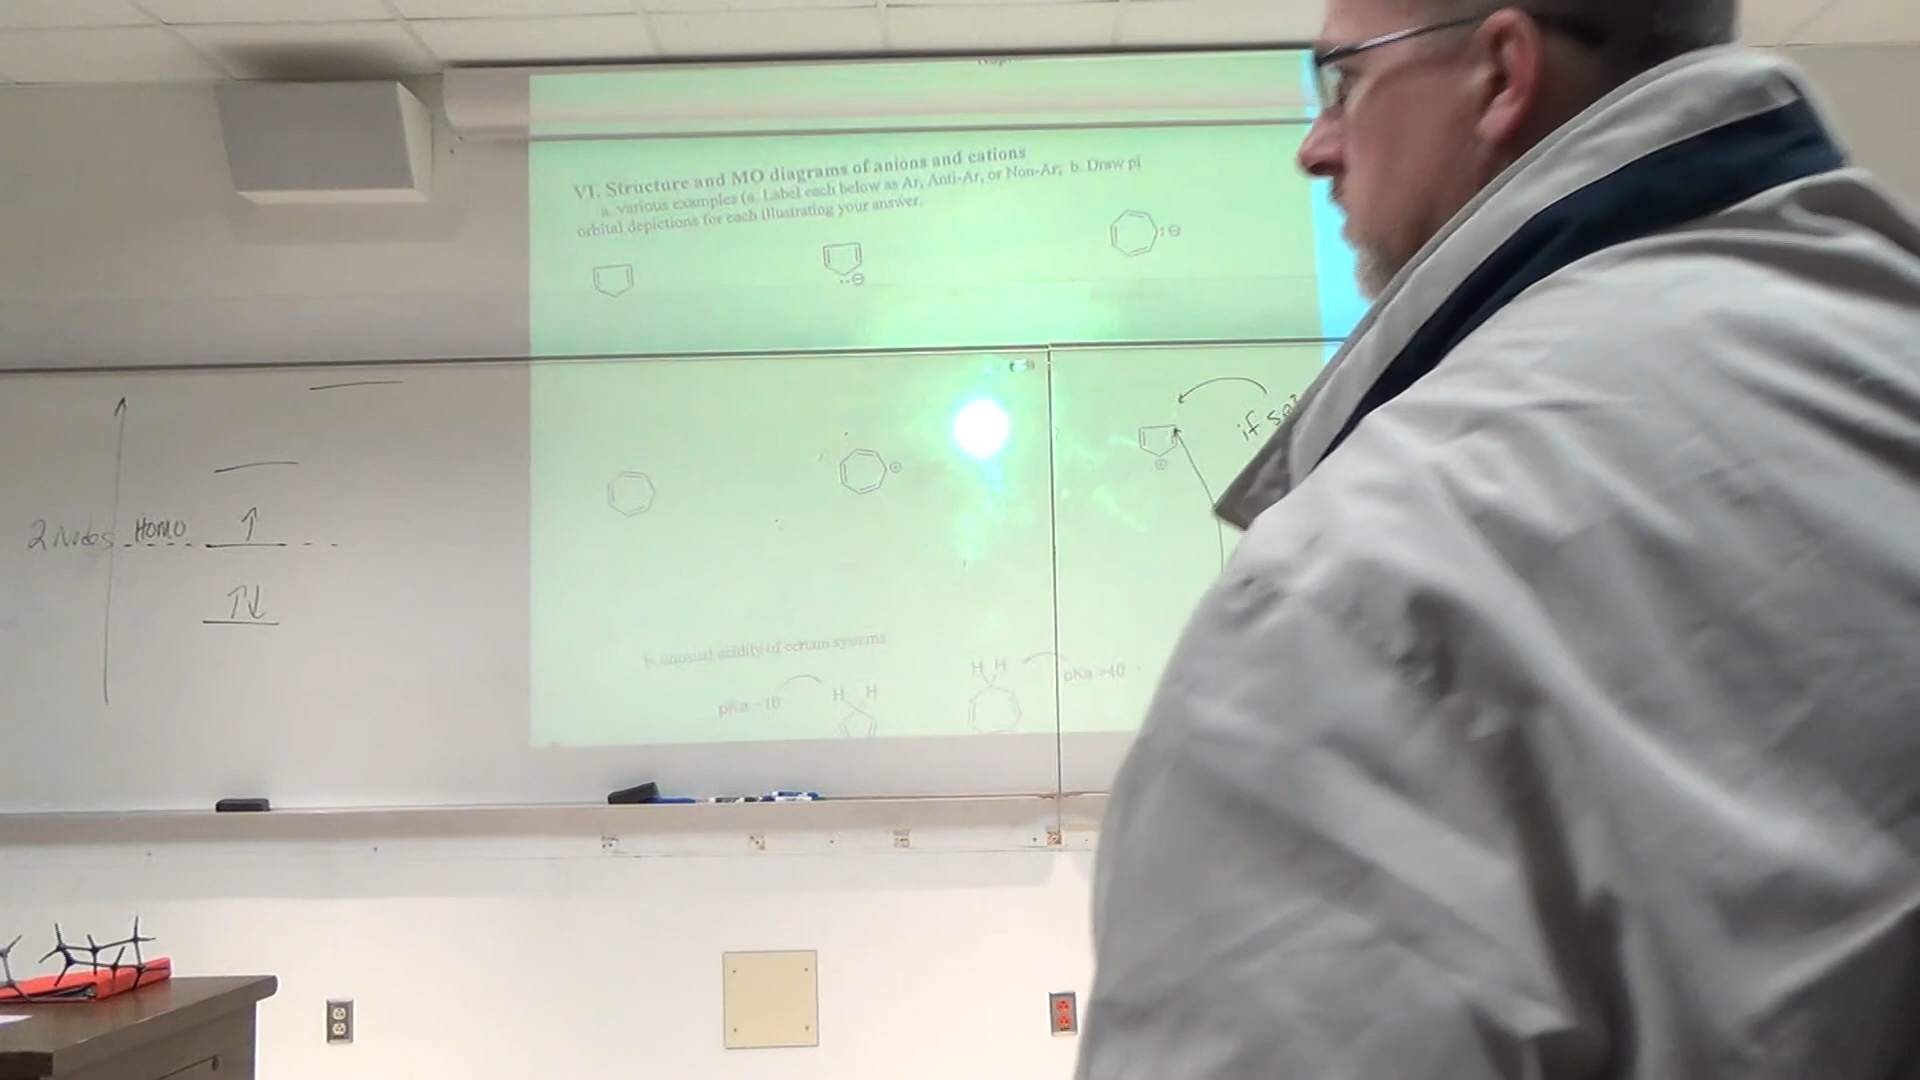 VI. Structure and MO diagrams of anions and cations
a. various examples (a. Label each below as Ar, Anti-Ar, or Non-Ar; b. Draw pi
orbital depictions for each illustrating your answer.
if sp²
2 Nodes HOMO
b. unusual acidity of certain systems
pKa ~16
H H
H H
pKa >40